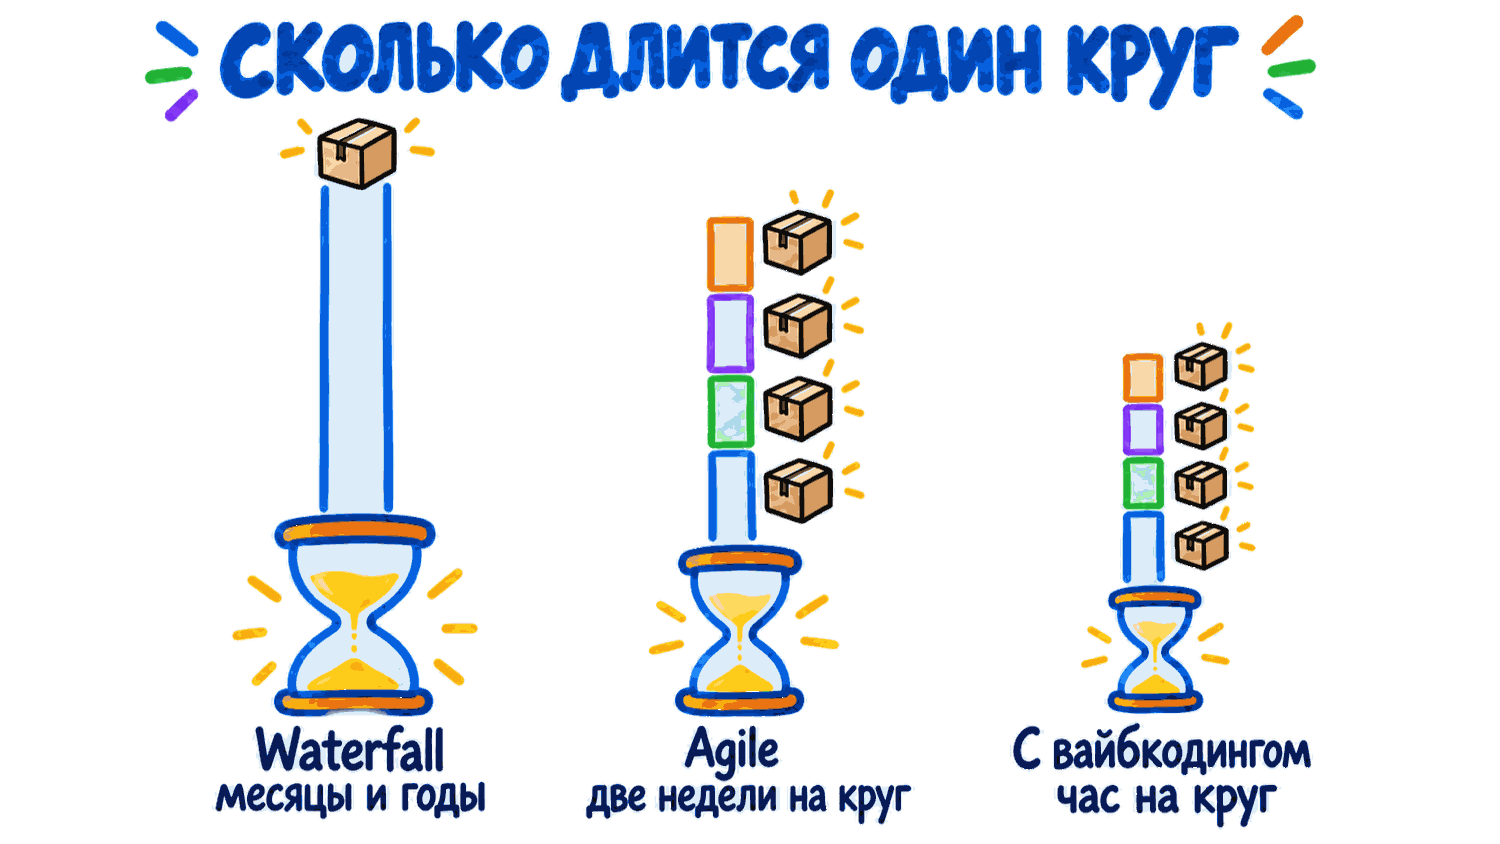 СКОЛЬКО ДЛИТСЯ ОДИН КРУГ
Waterfall
месяцы и годы
Agile
две недели на круг
С вайбкодингом
час на круг